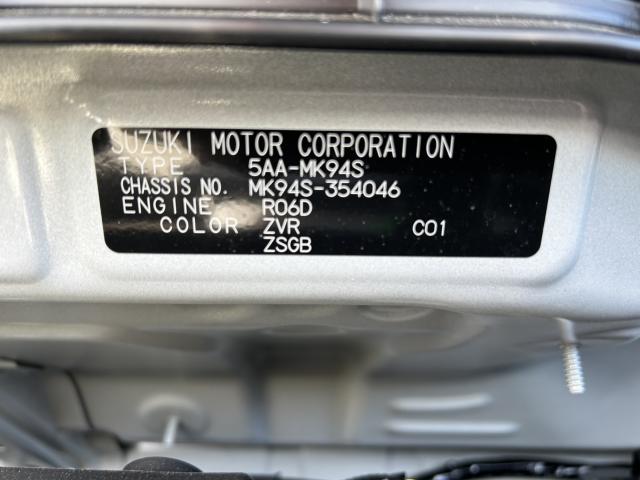 SUZUKI MOTOR CORPORATION
TYPE 5AA-MK94S
CHASSIS NO. MK94S-354046
ENGINE R06D
COLOR ZVR C01
ZSGB